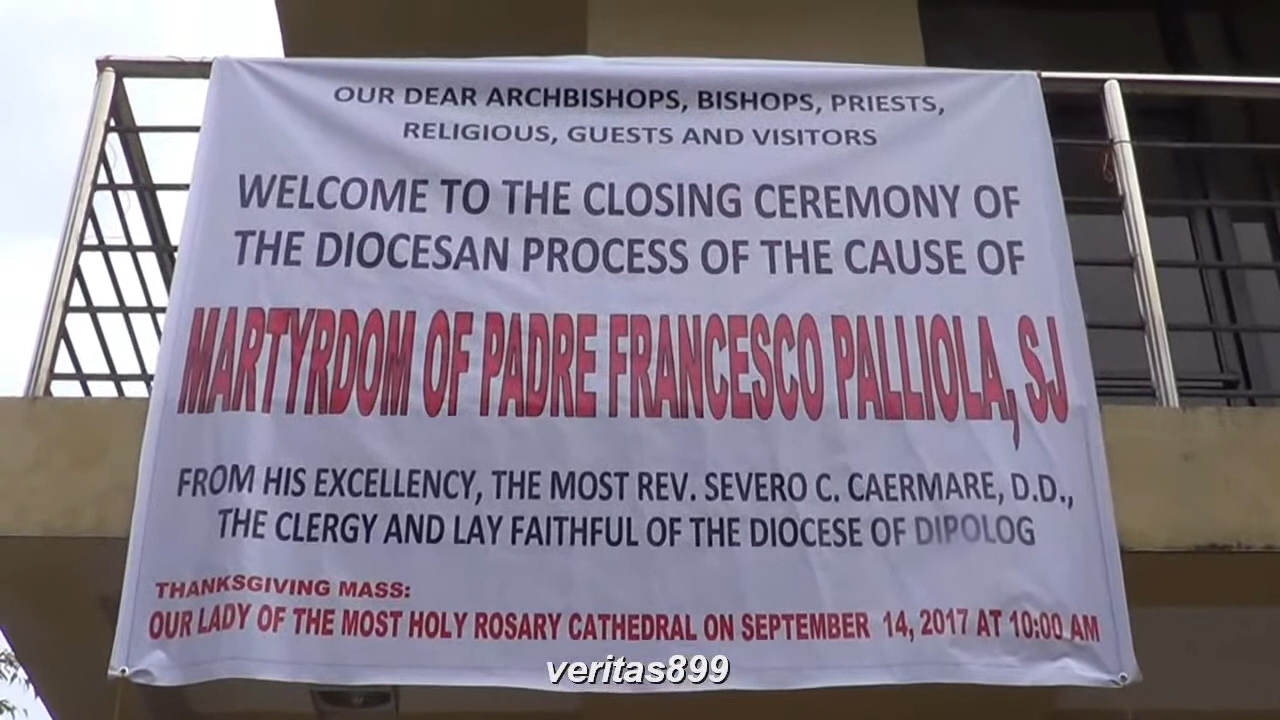 OUR DEAR ARCHBISHOPS, BISHOPS, PRIESTS,
RELIGIOUS, GUESTS AND VISITORS
WELCOME TO THE CLOSING CEREMONY OF
THE DIOCESAN PROCESS OF THE CAUSE OF
MARTYRDOM OF PADRE FRANCESCO PALLIOLA, SJ
FROM HIS EXCELLENCY, THE MOST REV. SEVERO C. CAERMARE, D.D.,
THE CLERGY AND LAY FAITHFUL OF THE DIOCESE OF DIPOLOG
THANKSGIVING MASS:
OUR LADY OF THE MOST HOLY ROSARY CATHEDRAL ON SEPTEMBER 14, 2017 AT 10:00 AM
veritas899